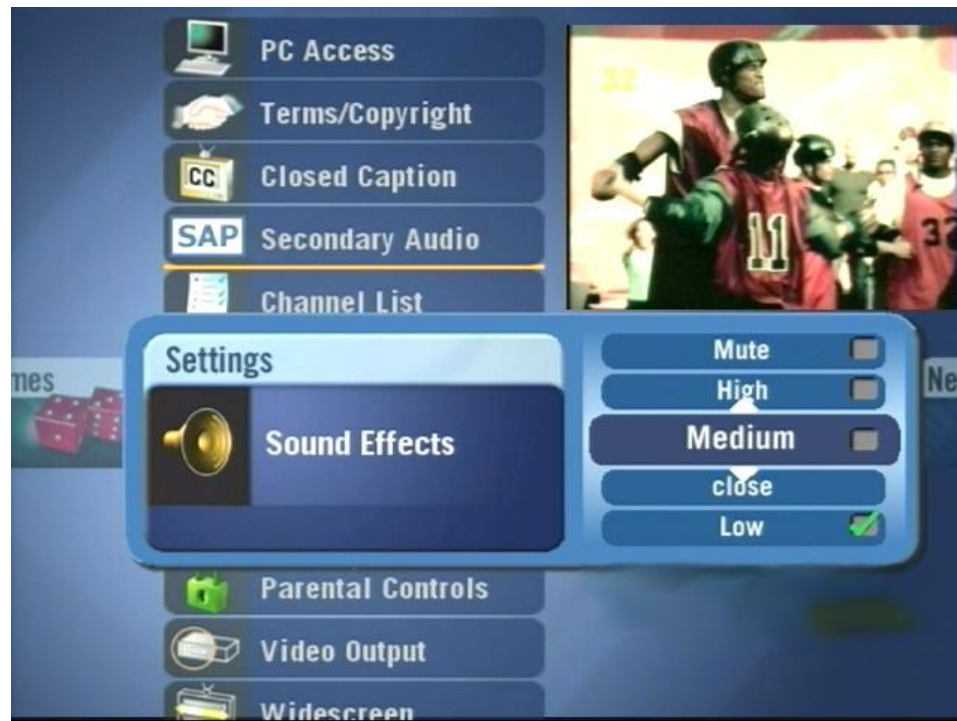 PC Access
Terms/Copyright
CC
Closed Caption
SAP
Secondary Audio
Channel List
32
11
32
Settings
Sound Effects
Mute
High
Medium
close
Low
mes
Ne
Parental Controls
Video Output
Widescreen